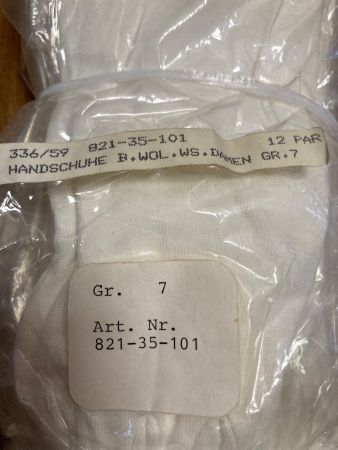 336/59 821-35-101 12 PAR
HANDSCHUHE B.WOL.WS.DAMEN GR.7
Gr. 7
Art. Nr.
821-35-101